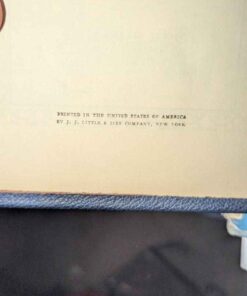 PRINTED IN THE UNITED STATES OF AMERICA
BY J. J. LITTLE & IVES COMPANY, NEW YORK